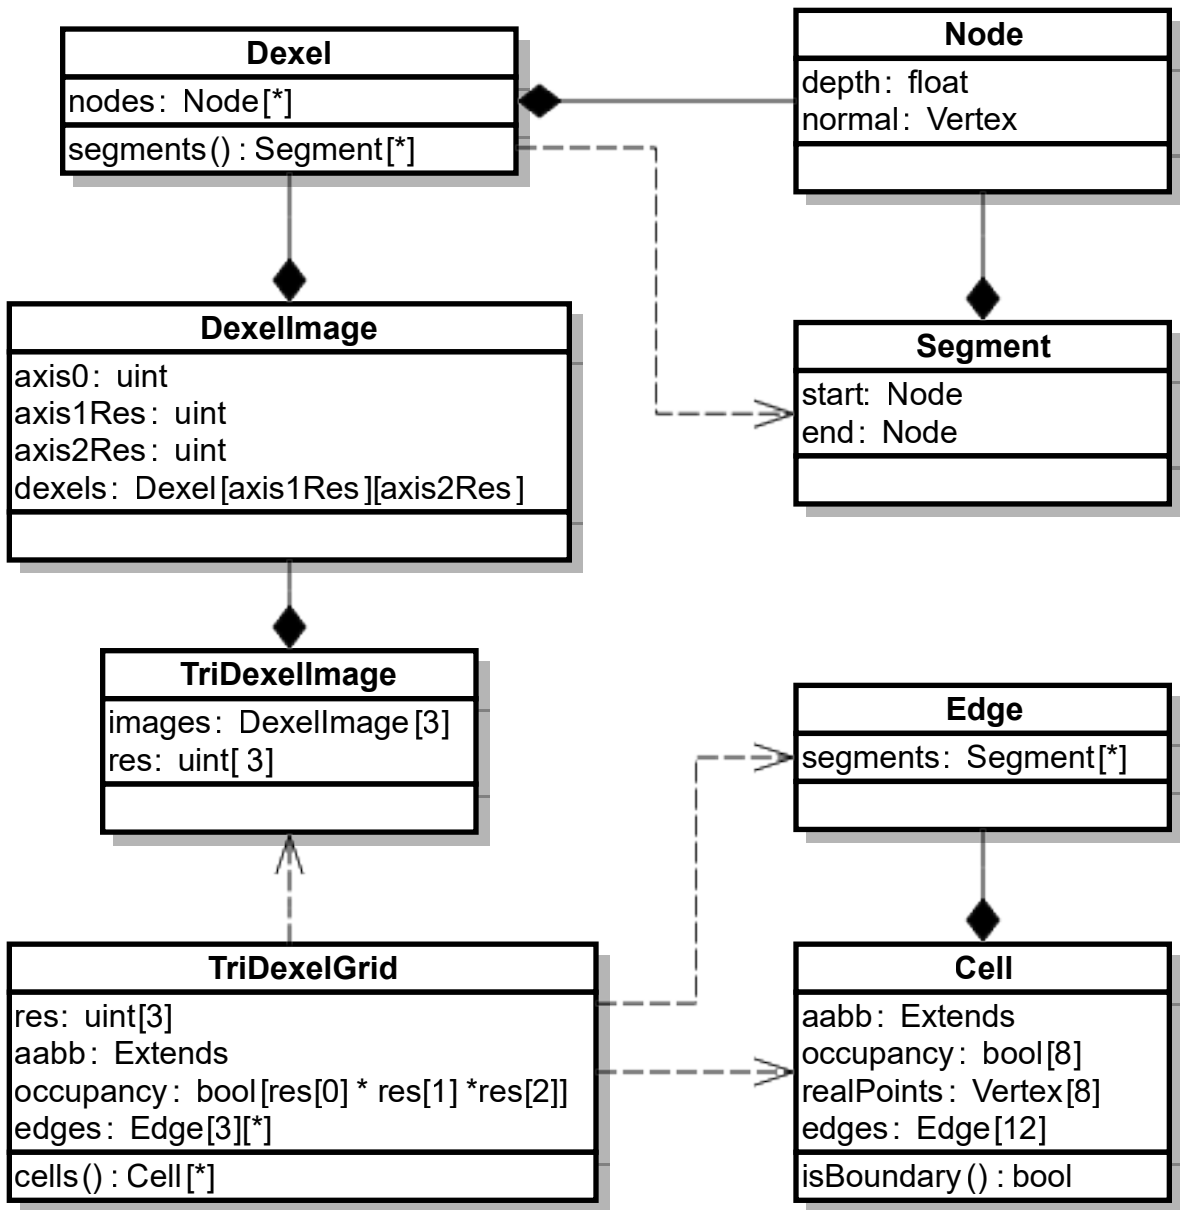 Dexel
nodes: Node[*]
segments() : Segment[*]
Node
depth: float
normal: Vertex
DexelImage
axis0: uint
axis1Res: uint
axis2Res: uint
dexels: Dexel[axis1Res][axis2Res]
Segment
start: Node
end: Node
TriDexelImage
images: DexelImage[3]
res: uint[ 3]
Edge
segments: Segment[*]
TriDexelGrid
res: uint[3]
aabb: Extends
occupancy: bool[res[0] * res[1] *res[2]]
edges: Edge[3][*]
cells() : Cell[*]
Cell
aabb: Extends
occupancy: bool[8]
realPoints: Vertex[8]
edges: Edge[12]
isBoundary() : bool